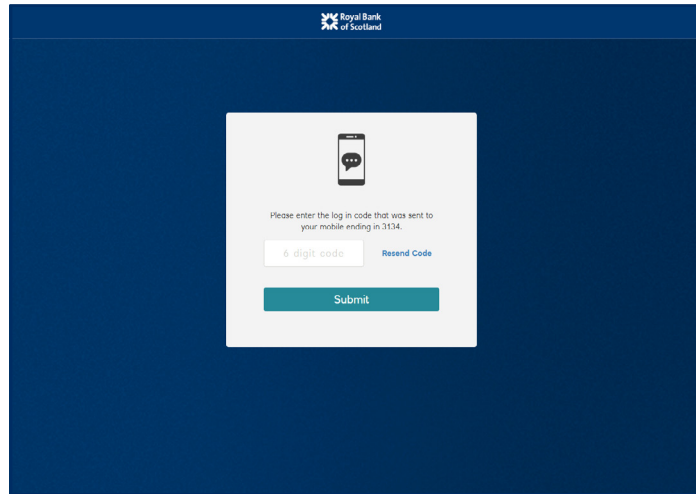 Royal Bank
of Scotland
Please enter the log in code that was sent to
your mobile ending in 3134.
6 digit code Resend Code
Submit